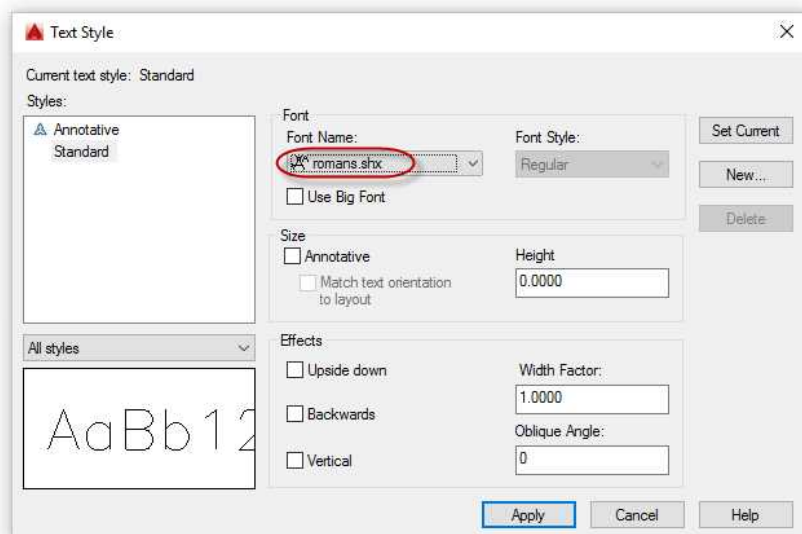 Text Style
Current text style: Standard
Styles:
Annotative
Standard
All styles
AaBb12
Font
Font Name:
romans.shx
Use Big Font
Font Style:
Regular
Size
Annotative
Match text orientation
to layout
Height
0.0000
Effects
Upside down
Backwards
Vertical
Width Factor:
1.0000
Oblique Angle:
0
Set Current
New...
Delete
Apply
Cancel
Help